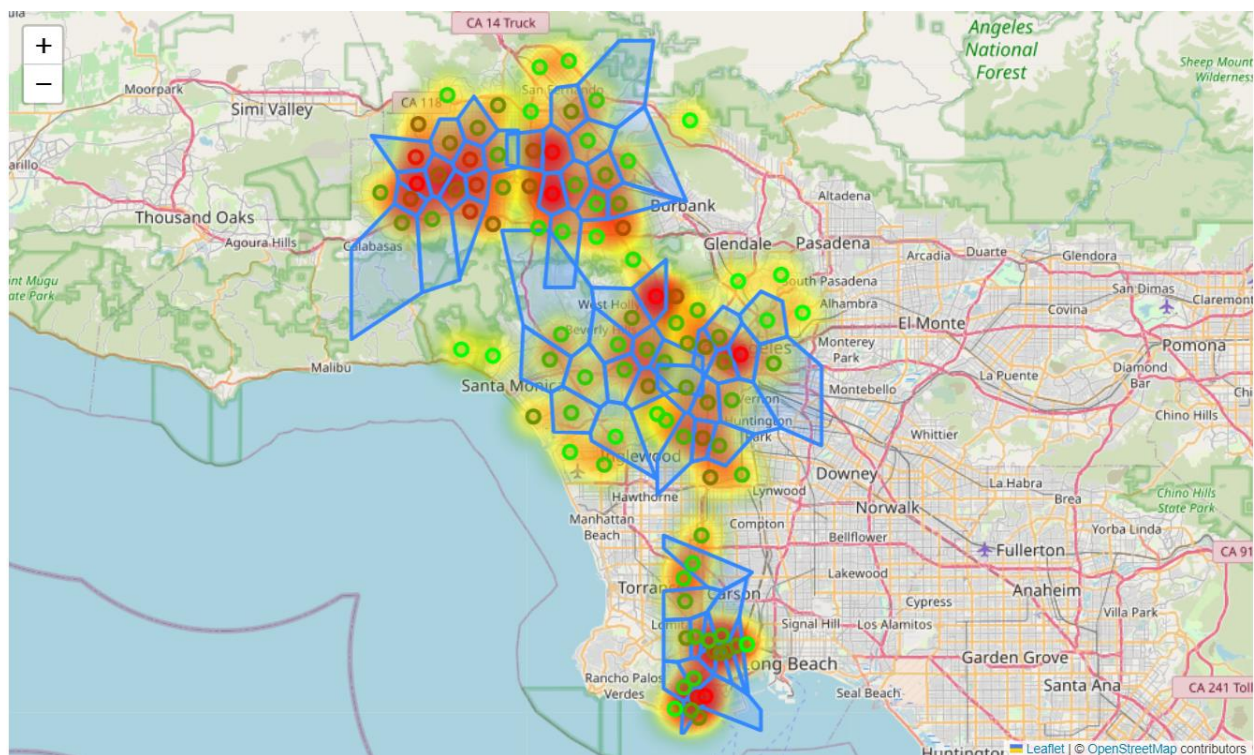 +
−
CA 14 Truck
Angeles
National
Forest
Sheep Mount
Wilderness
Moorpark
Simi Valley
CA 118
San Fernando
Thousand Oaks
Agoura Hills
Calabasas
Burbank
Altadena
Glendale
Pasadena
Arcadia
Duarte
Glendora
South Pasadena
San Dimas
Claremont
West Holl
Beverly Hi
Alhambra
El Monte
Covina
Pomona
Malibu
Santa Monica
geles
Monterey
Park
La Puente
Diamond
Bar
Montebello
Vernon
Huntington
Park
Chino Hills
Whittier
Inglewood
Downey
La Habra
Brea
Chino Hills
State Park
Hawthorne
Lynwood
Norwalk
Manhattan
Beach
Compton
Yorba Linda
Bellflower
Fullerton
CA 91
Torran
Carson
Lakewood
Anaheim
Cypress
Villa Park
Lomit
Signal Hill
Los Alamitos
Rancho Palos
Verdes
Long Beach
Garden Grove
Seal Beach
Santa Ana
CA 241 Toll
Huntington
Leaflet | © OpenStreetMap contributors